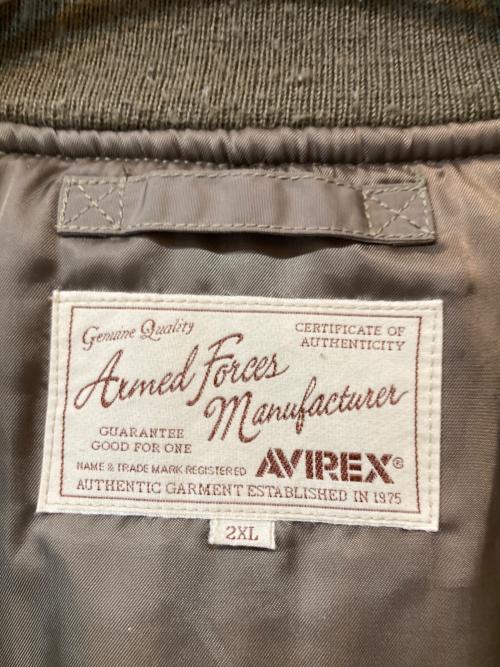 Genuine Quality
CERTIFICATE OF
AUTHENTICITY
Armed Forces
Manufacturer
GUARANTEE
GOOD FOR ONE
NAME & TRADE MARK REGISTERED
AVIREX®
AUTHENTIC GARMENT ESTABLISHED IN 1975
2XL